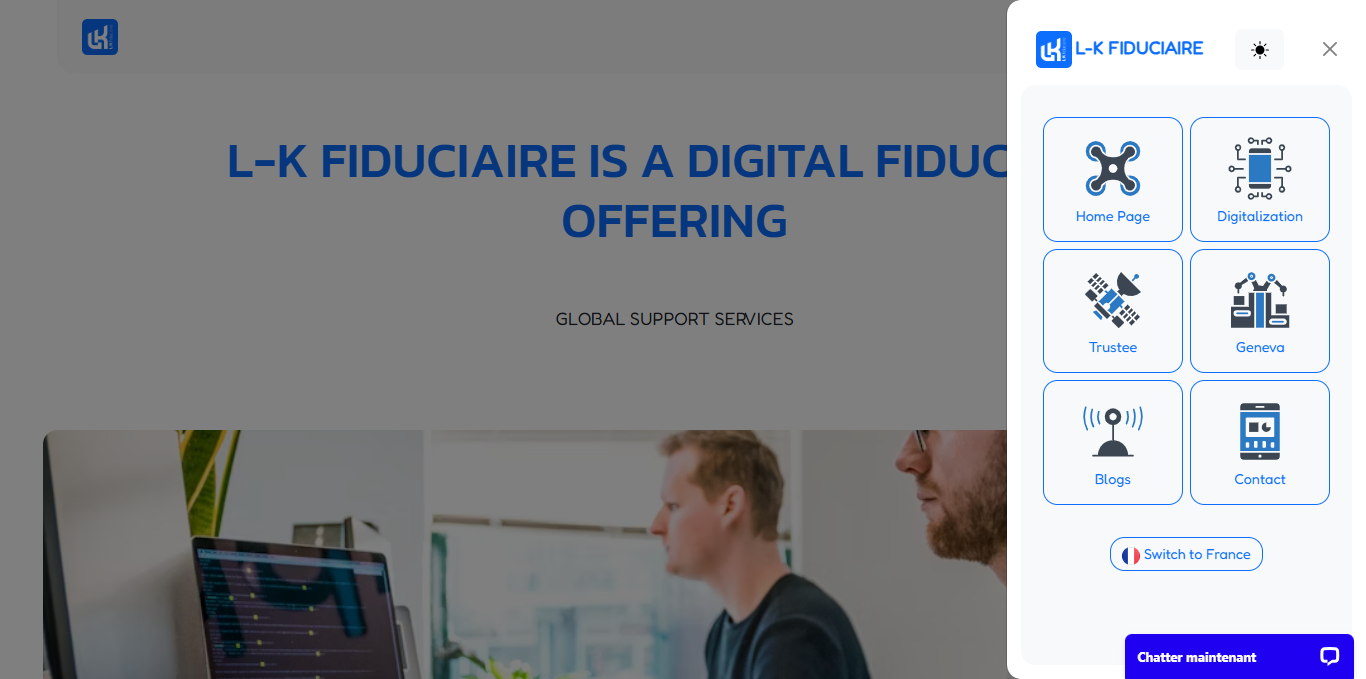 L-K FIDUCIAIRE IS A DIGITAL FIDUC
OFFERING
GLOBAL SUPPORT SERVICES
L-K FIDUCIAIRE
Home Page
Digitalization
Trustee
Geneva
Blogs
Contact
Switch to France
Chatter maintenant